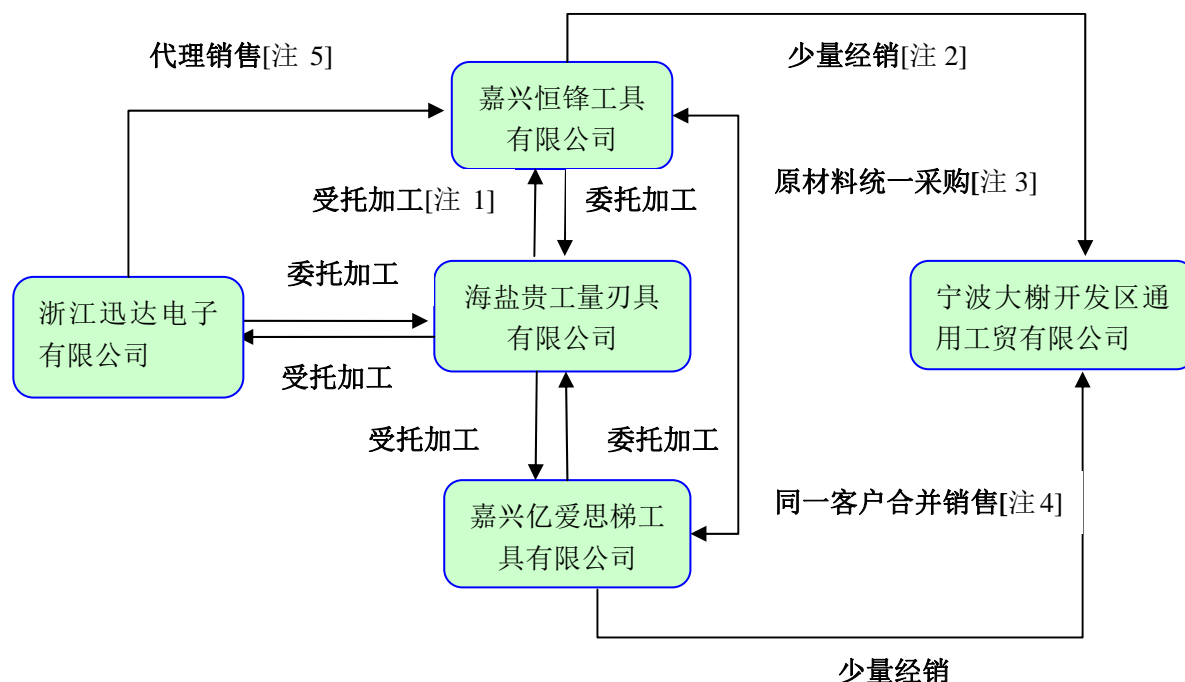 代理销售[注 5]
少量经销[注 2]
嘉兴恒锋工具
有限公司
受托加工[注 1]
委托加工
原材料统一采购[注 3]
委托加工
浙江迅达电子
有限公司
海盐贵工量刃具
有限公司
宁波大榭开发区通
用工贸有限公司
受托加工
受托加工
委托加工
嘉兴亿爱思梯工
具有限公司
同一客户合并销售[注 4]
少量经销